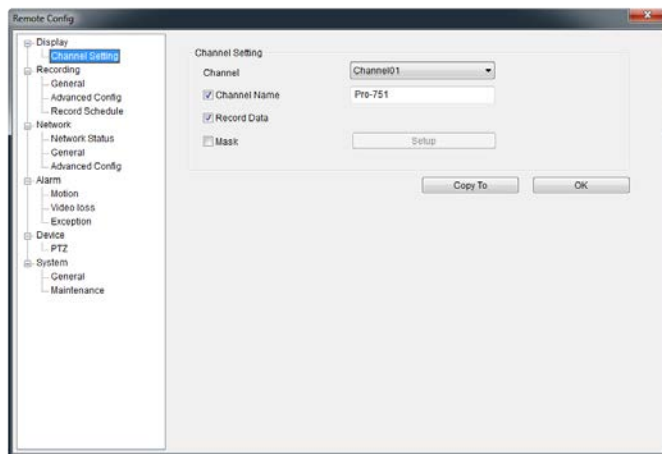 Remote Config
Display
Channel Setting
Recording
General
Advanced Config
Record Schedule
Network
Network Status
General
Advanced Config
Alarm
Motion
Video loss
Exception
Device
PTZ
System
General
Maintenance
Channel Setting
Channel Channel01
Channel Name Pro-751
Record Data
Mask Setup
Copy To OK